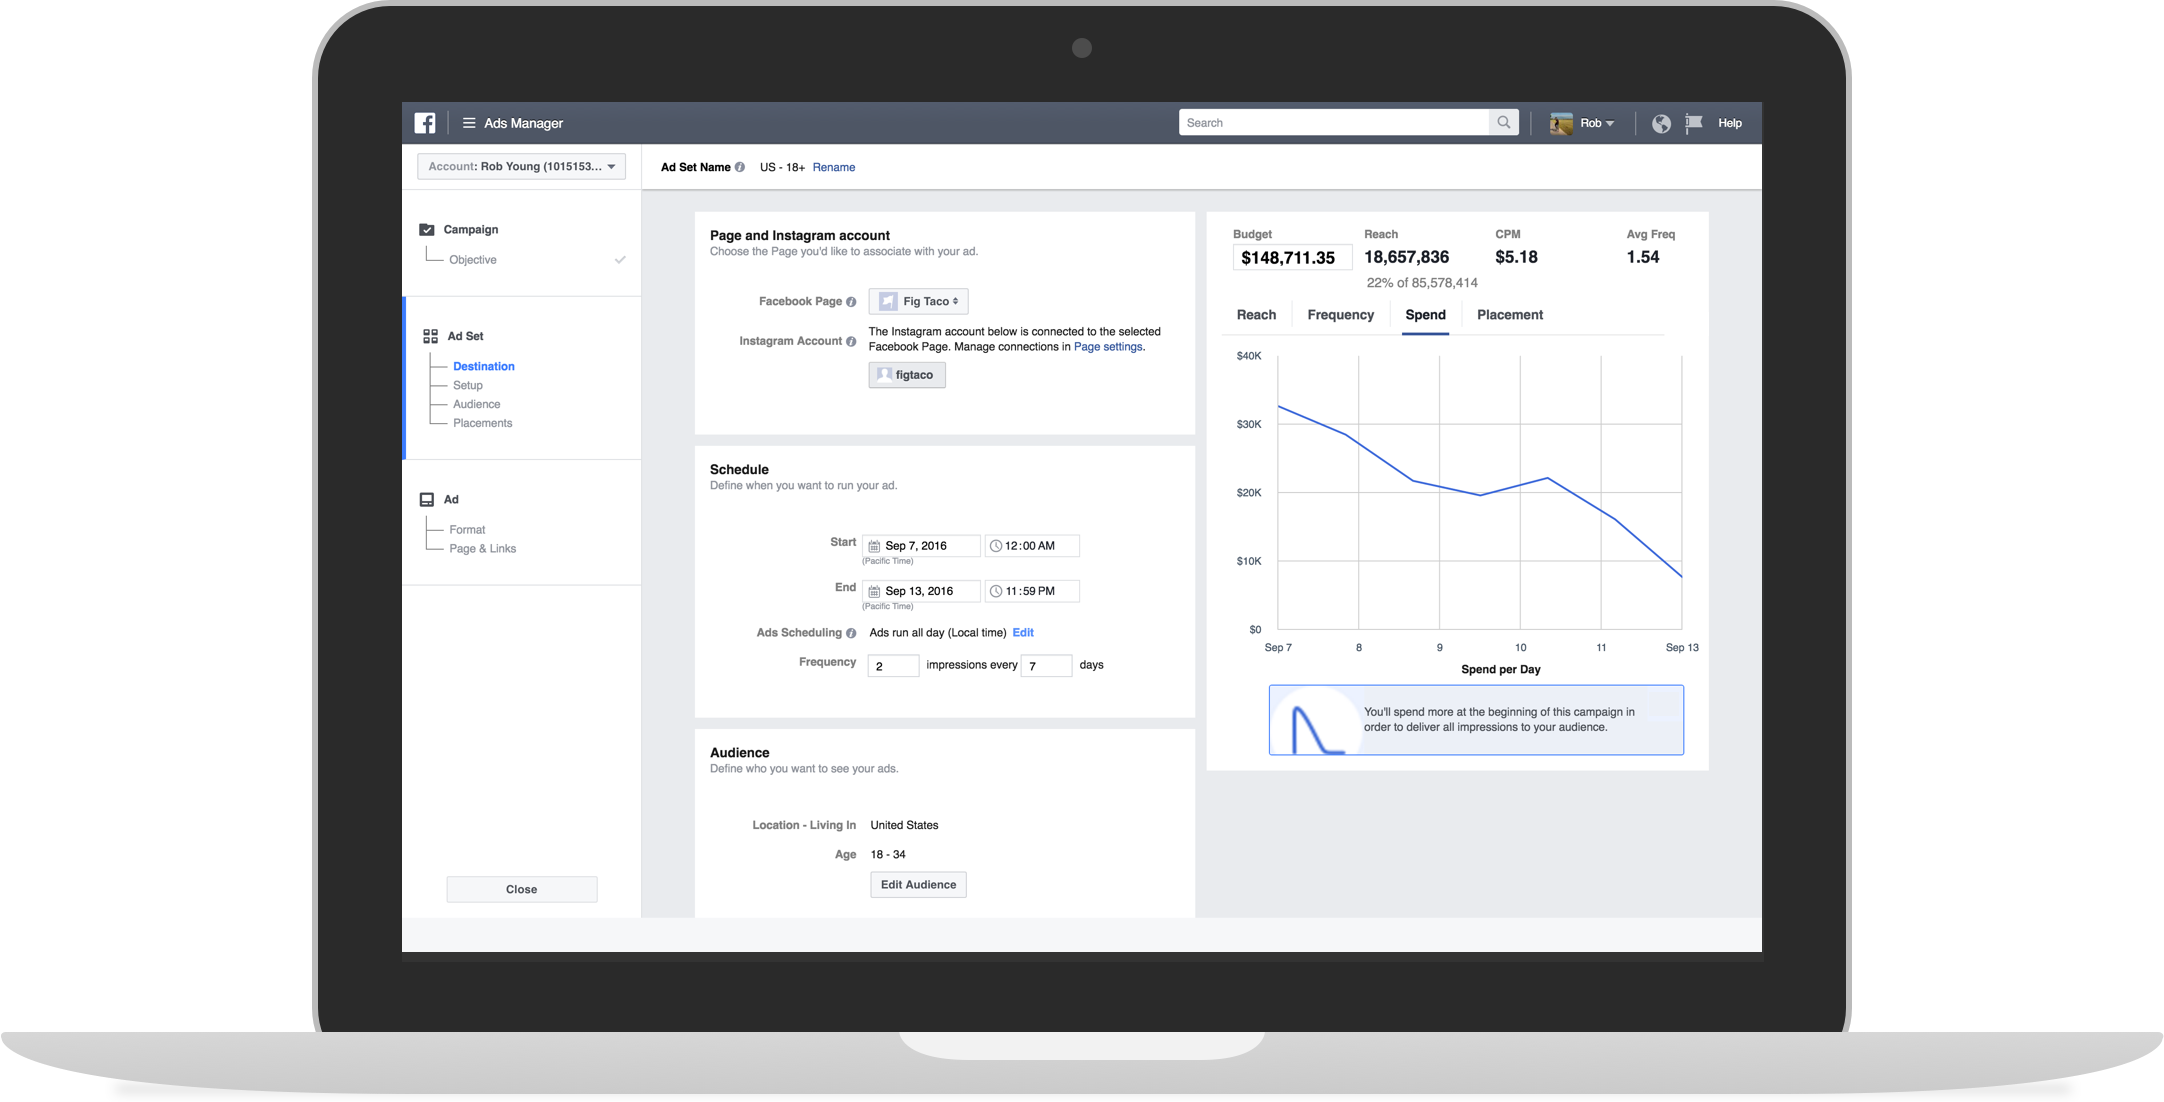 Ads Manager
Search
Rob
Help
Account: Rob Young (1015153...
Ad Set Name US - 18+ Rename
Campaign
Objective
Ad Set
Destination
Setup
Audience
Placements
Ad
Format
Page & Links
Close
Page and Instagram account
Choose the Page you'd like to associate with your ad.
Facebook Page Fig Taco
Instagram Account The Instagram account below is connected to the selected
Facebook Page. Manage connections in Page settings.
figtaco
Schedule
Define when you want to run your ad.
Start Sep 7, 2016 12:00 AM
(Pacific Time)
End Sep 13, 2016 11:59 PM
(Pacific Time)
Ads Scheduling Ads run all day (Local time) Edit
Frequency 2 impressions every 7 days
Audience
Define who you want to see your ads.
Location - Living In United States
Age 18 - 34
Edit Audience
Budget Reach CPM Avg Freq
$148,711.35 18,657,836 $5.18 1.54
22% of 85,578,414
Reach Frequency Spend Placement
$40K
$30K
$20K
$10K
$0
Sep 7 8 9 10 11 Sep 13
Spend per Day
You'll spend more at the beginning of this campaign in
order to deliver all impressions to your audience.